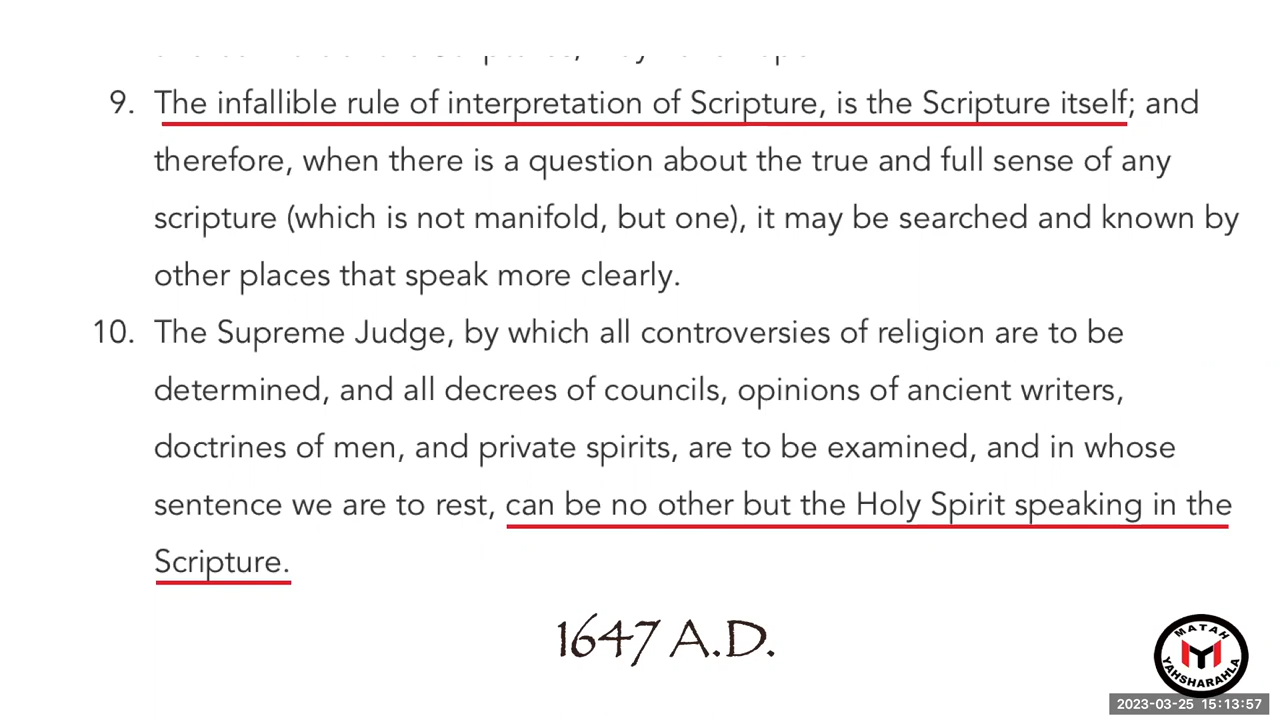 9. The infallible rule of interpretation of Scripture, is the Scripture itself; and
therefore, when there is a question about the true and full sense of any
scripture (which is not manifold, but one), it may be searched and known by
other places that speak more clearly.
10. The Supreme Judge, by which all controversies of religion are to be
determined, and all decrees of councils, opinions of ancient writers,
doctrines of men, and private spirits, are to be examined, and in whose
sentence we are to rest, can be no other but the Holy Spirit speaking in the
Scripture.
1647 A.D.
MATAH
YAHSHARAHLA
2023-03-25 15:13:57